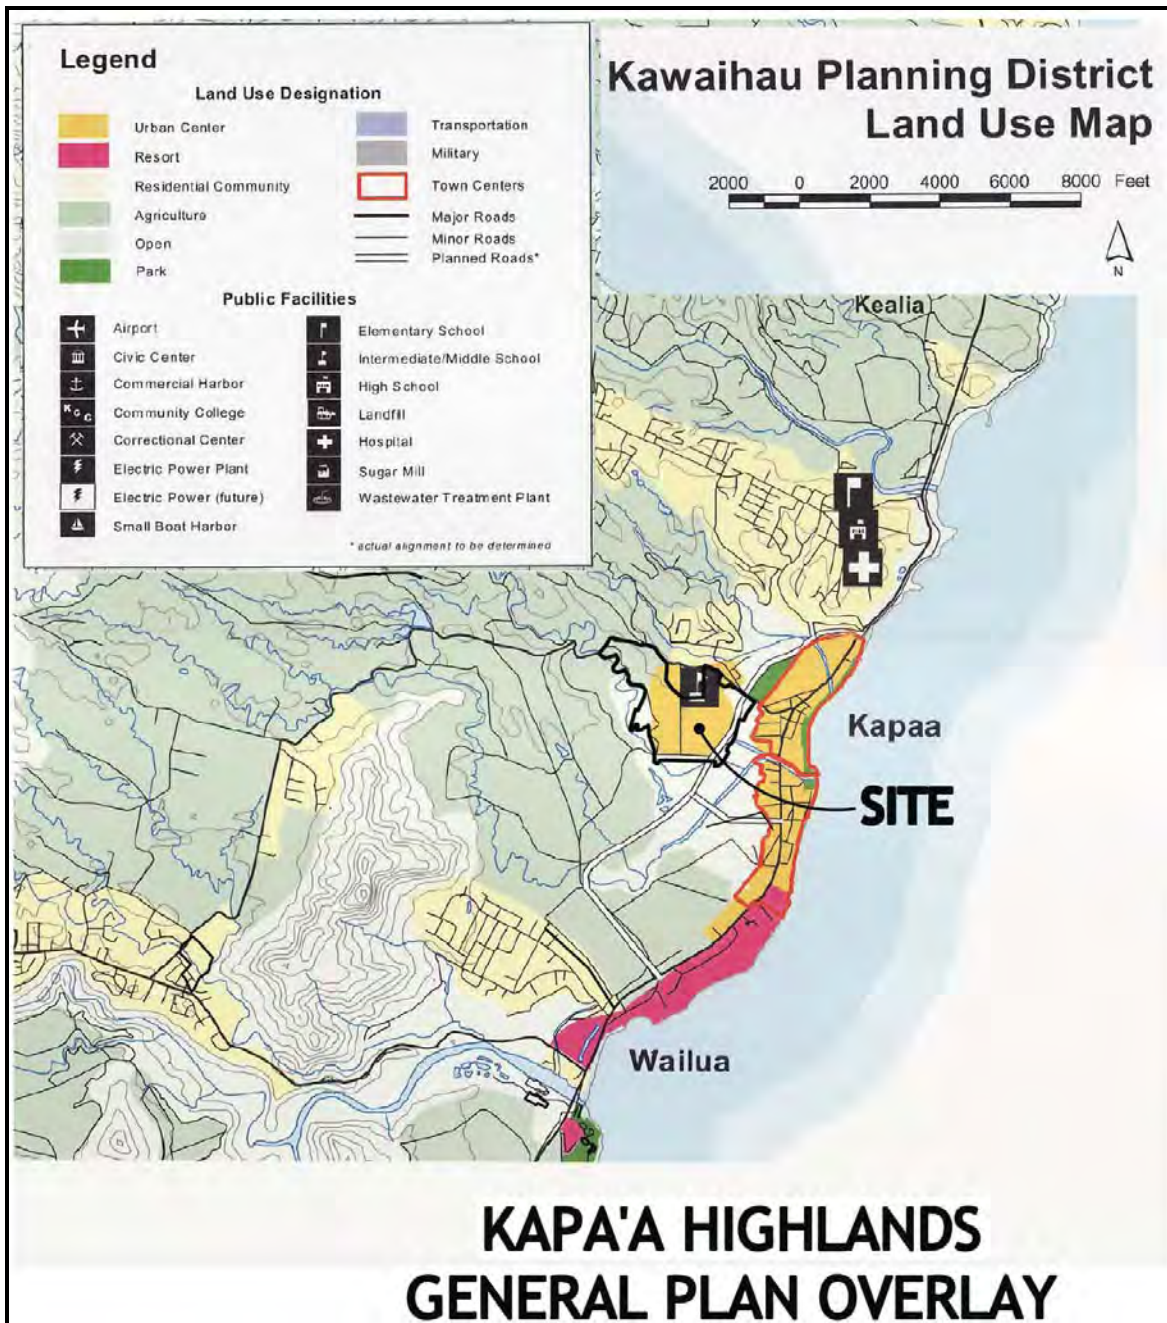 Legend
Land Use Designation
Urban Center
Resort
Residential Community
Agriculture
Open
Park
Transportation
Military
Town Centers
Major Roads
Minor Roads
Planned Roads*
Public Facilities
Airport
Civic Center
Commercial Harbor
KCC Community College
Correctional Center
Electric Power Plant
Electric Power (future)
Small Boat Harbor
Elementary School
Intermediate/Middle School
High School
Landfill
Hospital
Sugar Mill
Wastewater Treatment Plant
* actual alignment to be determined
Kawaihau Planning District
Land Use Map
2000 0 2000 4000 6000 8000 Feet
N
Kealia
Kapaa
SITE
Wailua
KAPA'A HIGHLANDS
GENERAL PLAN OVERLAY